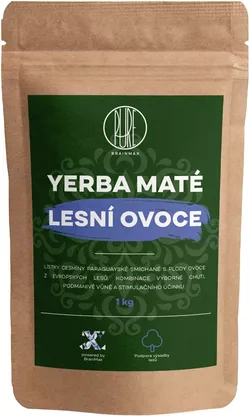 PURE
BRAINMAX
YERBA MATÉ
LESNÍ OVOCE
LÍSTKY CESMÍNY PARAGUAYSKÉ SMÍCHANÉ S PLODY OVOCE
Z EVROPSKÝCH LESŮ. KOMBINACE VÝBORNÉ CHUTI,
PODMANIVÉ VŮNĚ A STIMULAČNÍHO ÚČINKU
1 kg
powered by
BrainMax
Podpora výsadby
lesů